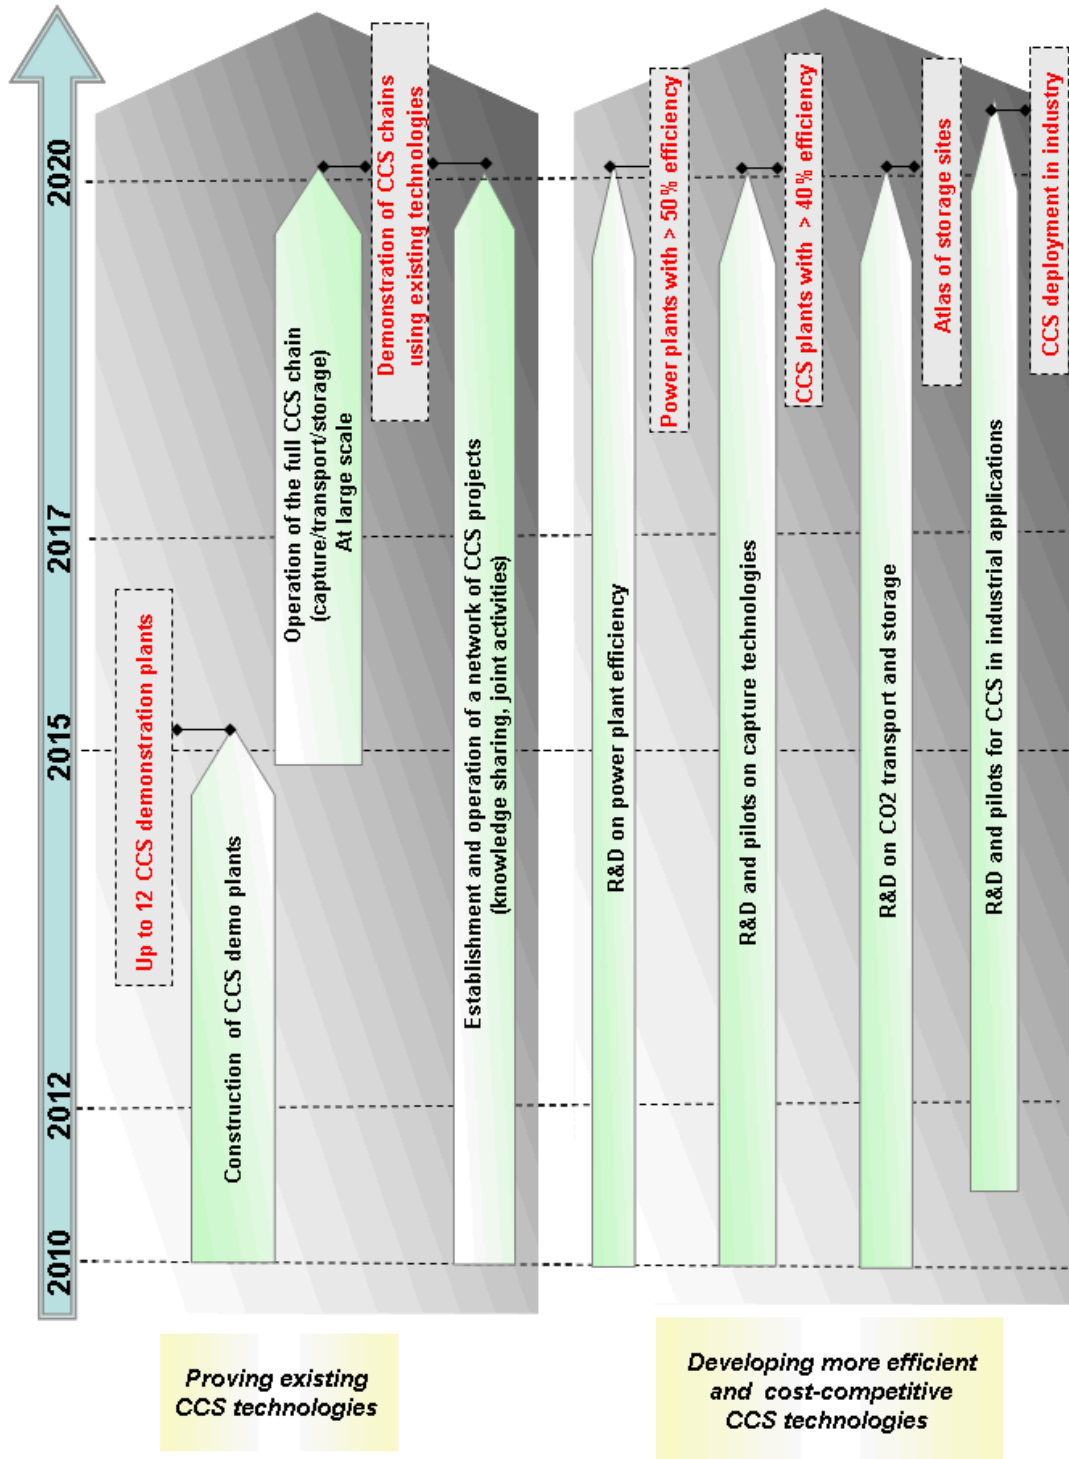 2020
2017
2015
2012
2010
Up to 12 CCS demonstration plants
Construction of CCS demo plants
Operation of the full CCS chain
(capture/transport/storage)
At large scale
Demonstration of CCS chains
using existing technologies
Establishment and operation of a network of CCS projects
(knowledge sharing, joint activities)
R&D on power plant efficiency
Power plants with > 50% efficiency
R&D and pilots on capture technologies
CCS plants with > 40% efficiency
R&D on CO2 transport and storage
Atlas of storage sites
R&D and pilots for CCS in industrial applications
CCS deployment in industry
Proving existing
CCS technologies
Developing more efficient
and cost-competitive
CCS technologies